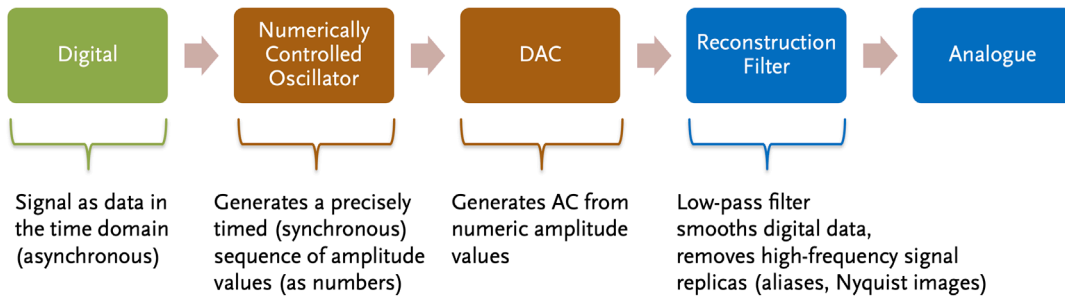 Digital
Numerically
Controlled
Oscillator
DAC
Reconstruction
Filter
Analogue
Signal as data in
the time domain
(asynchronous)
Generates a precisely
timed (synchronous)
sequence of amplitude
values (as numbers)
Generates AC from
numeric amplitude
values
Low-pass filter
smooths digital data,
removes high-frequency signal
replicas (aliases, Nyquist images)